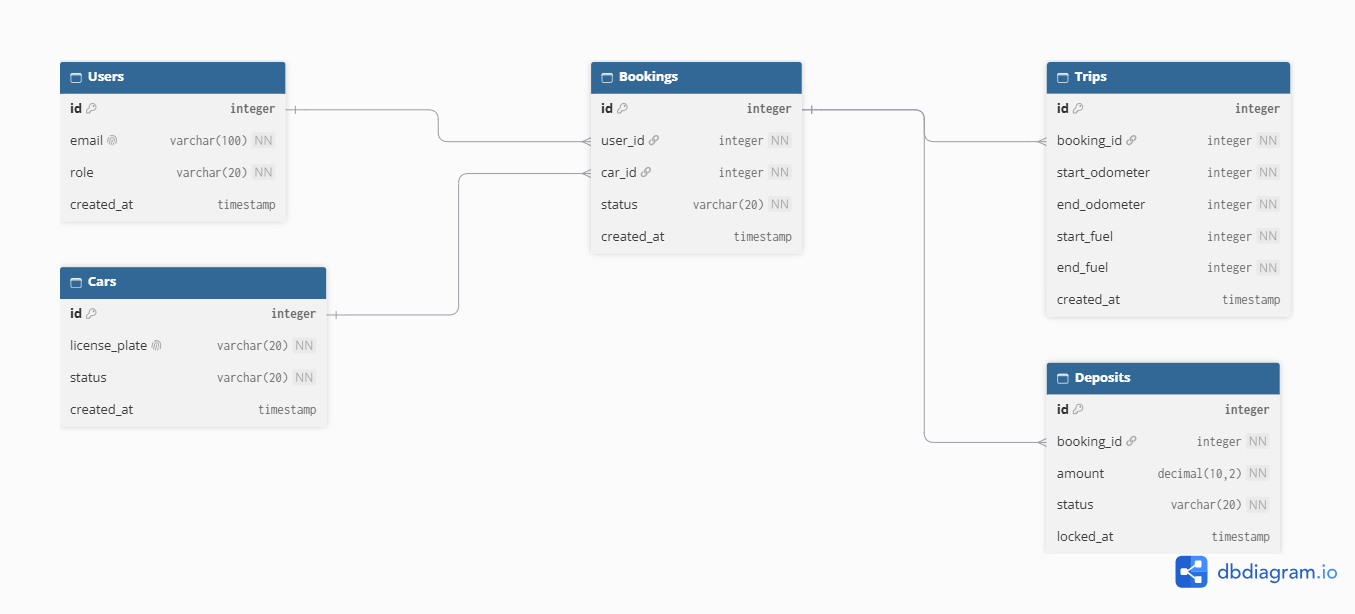 Users
id integer
email varchar(100) NN
role varchar(20) NN
created_at timestamp
Cars
id integer
license_plate varchar(20) NN
status varchar(20) NN
created_at timestamp
Bookings
id integer
user_id integer NN
car_id integer NN
status varchar(20) NN
created_at timestamp
Trips
id integer
booking_id integer NN
start_odometer integer NN
end_odometer integer NN
start_fuel integer NN
end_fuel integer NN
created_at timestamp
Deposits
id integer
booking_id integer NN
amount decimal(10,2) NN
status varchar(20) NN
locked_at timestamp
dbdiagram.io